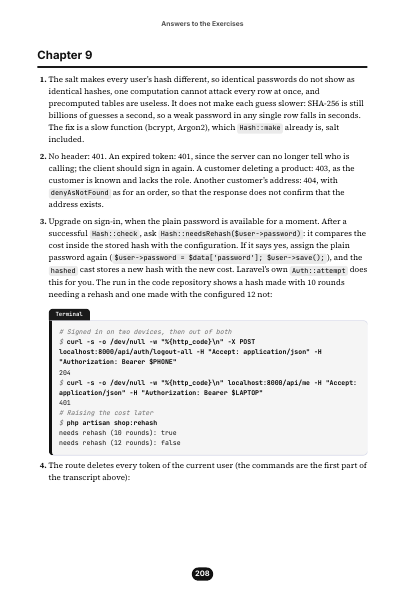 Answers to the Exercises
Chapter 9
1. The salt makes every user's hash different, so identical passwords do not show as
identical hashes, one computation cannot attack every row at once, and
precomputed tables are useless. It does not make each guess slower: SHA-256 is still
billions of guesses a second, so a weak password in any single row falls in seconds.
The fix is a slow function (bcrypt, Argon2), which Hash::make already is, salt
included.
2. No header: 401. An expired token: 401, since the server can no longer tell who is
calling; the client should sign in again. A customer deleting a product: 403, as the
customer is known and lacks the role. Another customer's address: 404, with
denyAsNotFound as for an order, so that the response does not confirm that the
address exists.
3. Upgrade on sign-in, when the plain password is available for a moment. After a
successful Hash::check, ask Hash::needsRehash($user->password): it compares the
cost inside the stored hash with the configuration. If it says yes, assign the plain
password again ( $user->password = $data['password']; $user->save(); ), and the
hashed cast stores a new hash with the new cost. Laravel's own Auth::attempt does
this for you. The run in the code repository shows a hash made with 10 rounds
needing a rehash and one made with the configured 12 not:
Terminal
# Signed in on two devices, then out of both
$ curl -s -o /dev/null -w "%{http_code}\n" -X POST
localhost:8000/api/auth/logout-all -H "Accept: application/json" -H
"Authorization: Bearer $PHONE"
204
$ curl -s -o /dev/null -w "%{http_code}\n" localhost:8000/api/me -H "Accept:
application/json" -H "Authorization: Bearer $LAPTOP"
401
# Raising the cost later
$ php artisan shop:rehash
needs rehash (10 rounds): true
needs rehash (12 rounds): false
4. The route deletes every token of the current user (the commands are the first part of
the transcript above):
208